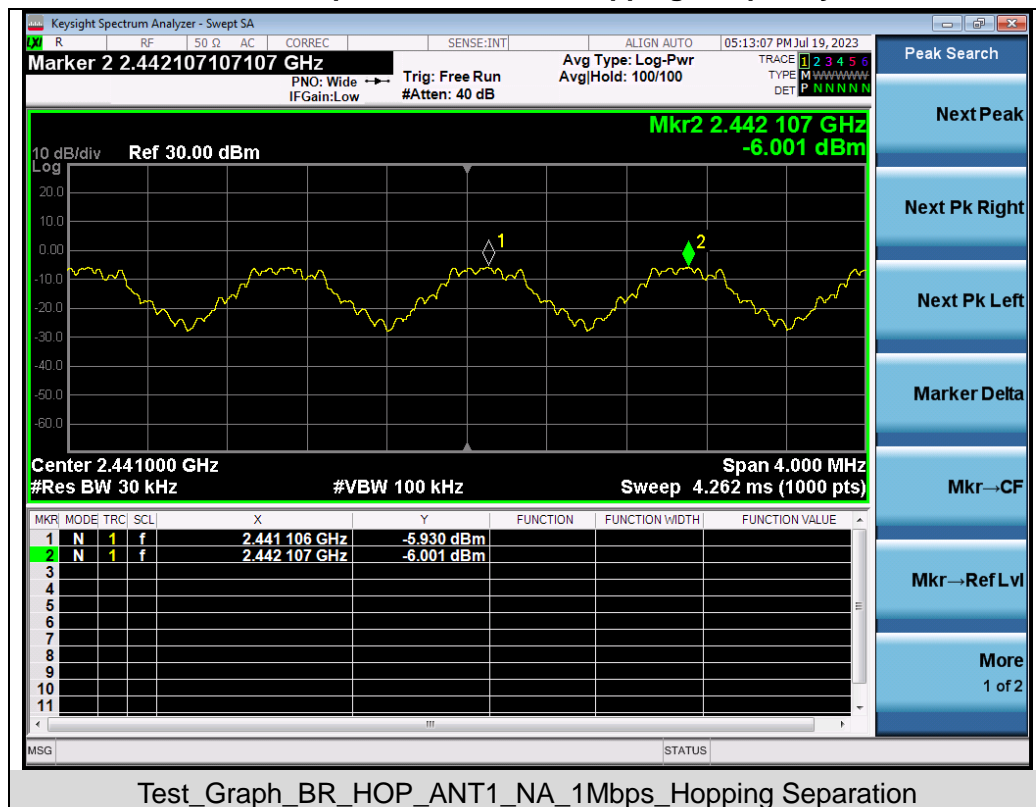 Keysight Spectrum Analyzer - Swept SA
LXI R RF 50 Ω AC CORREC SENSE:INT ALIGN AUTO 05:13:07 PM Jul 19, 2023
Marker 2 2.442107107107 GHz
PNO: Wide
IFGain:Low
Trig: Free Run
#Atten: 40 dB
Avg Type: Log-Pwr
Avg|Hold: 100/100
TRACE 1 2 3 4 5 6
TYPE M WWWWW
DET P N N N N N
Mkr2 2.442 107 GHz
-6.001 dBm
10 dB/div Ref 30.00 dBm
Log
20.0
10.0
0.00
-10.0
-20.0
-30.0
-40.0
-50.0
-60.0
1
2
Center 2.441000 GHz Span 4.000 MHz
#Res BW 30 kHz #VBW 100 kHz Sweep 4.262 ms (1000 pts)
MKR MODE TRC SCL X Y FUNCTION FUNCTION WIDTH FUNCTION VALUE
1 N 1 f 2.441 106 GHz -5.930 dBm
2 N 1 f 2.442 107 GHz -6.001 dBm
3
4
5
6
7
8
9
10
11
MSG STATUS
Peak Search
Next Peak
Next Pk Right
Next Pk Left
Marker Delta
Mkr→CF
Mkr→Ref Lvl
More
1 of 2
Test_Graph_BR_HOP_ANT1_NA_1Mbps_Hopping Separation